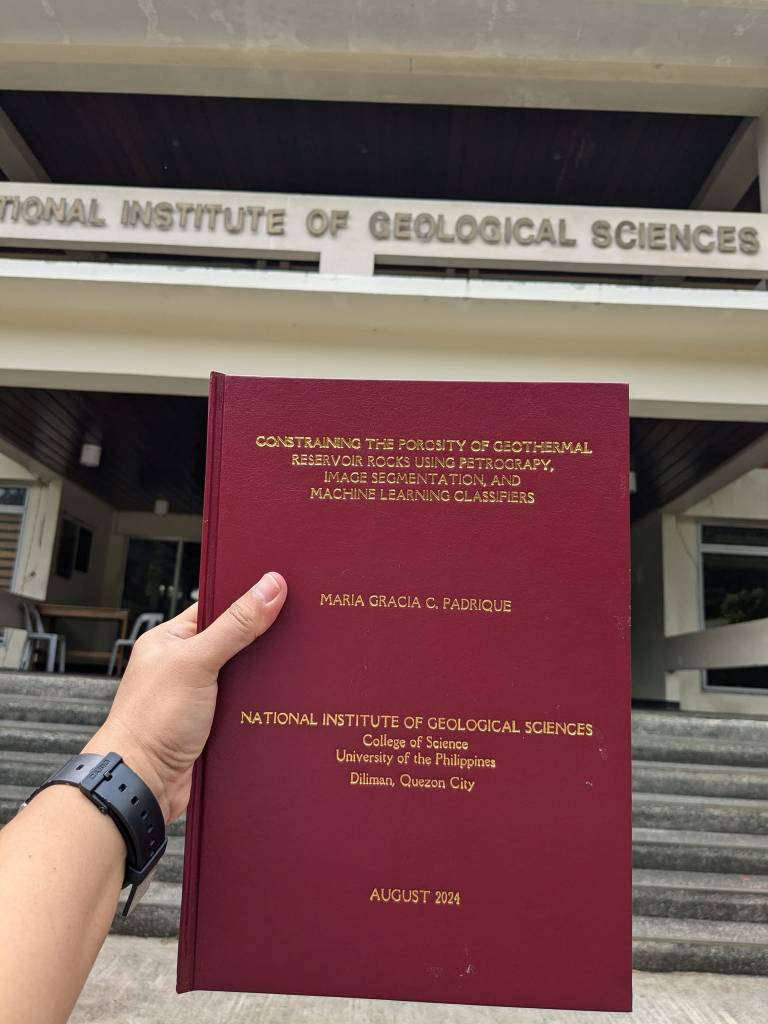 TIONAL INSTITUTE OF GEOLOGICAL SCIENCES
CONSTRAINING THE POROSITY OF GEOTHERMAL
RESERVOIR ROCKS USING PETROGRAPY,
IMAGE SEGMENTATION, AND
MACHINE LEARNING CLASSIFIERS
MARIA GRACIA C. PADRIQUE
NATIONAL INSTITUTE OF GEOLOGICAL SCIENCES
College of Science
University of the Philippines
Diliman, Quezon City
AUGUST 2024